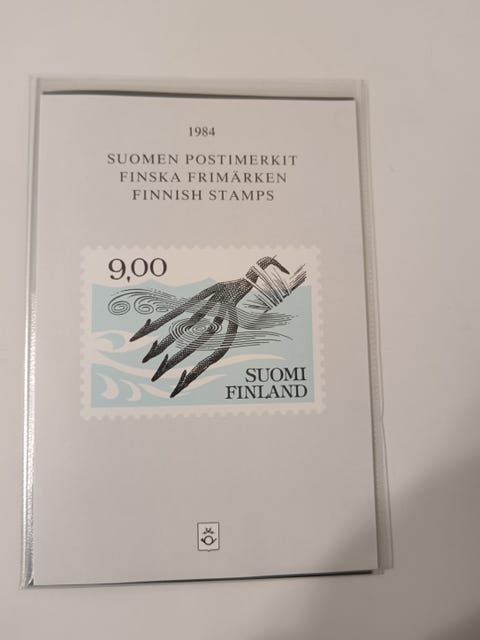 1984
SUOMEN POSTIMERKIT
FINSKA FRIMÄRKEN
FINNISH STAMPS
9,00
SUOMI
FINLAND